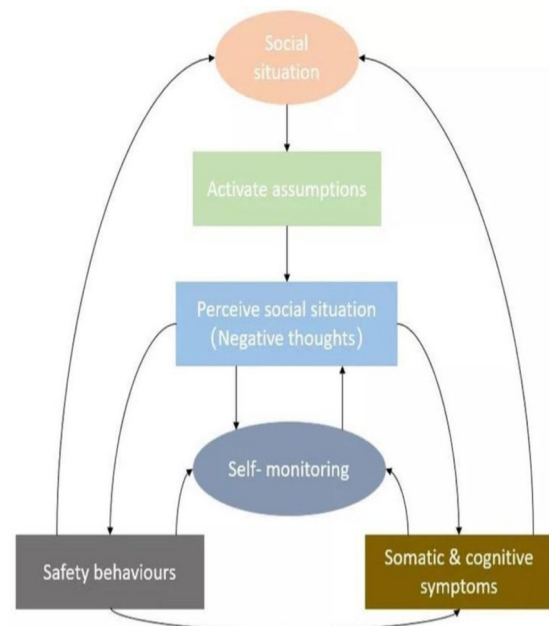 Social
situation
Activate assumptions
Perceive social situation
(Negative thoughts)
Self- monitoring
Safety behaviours
Somatic & cognitive
symptoms